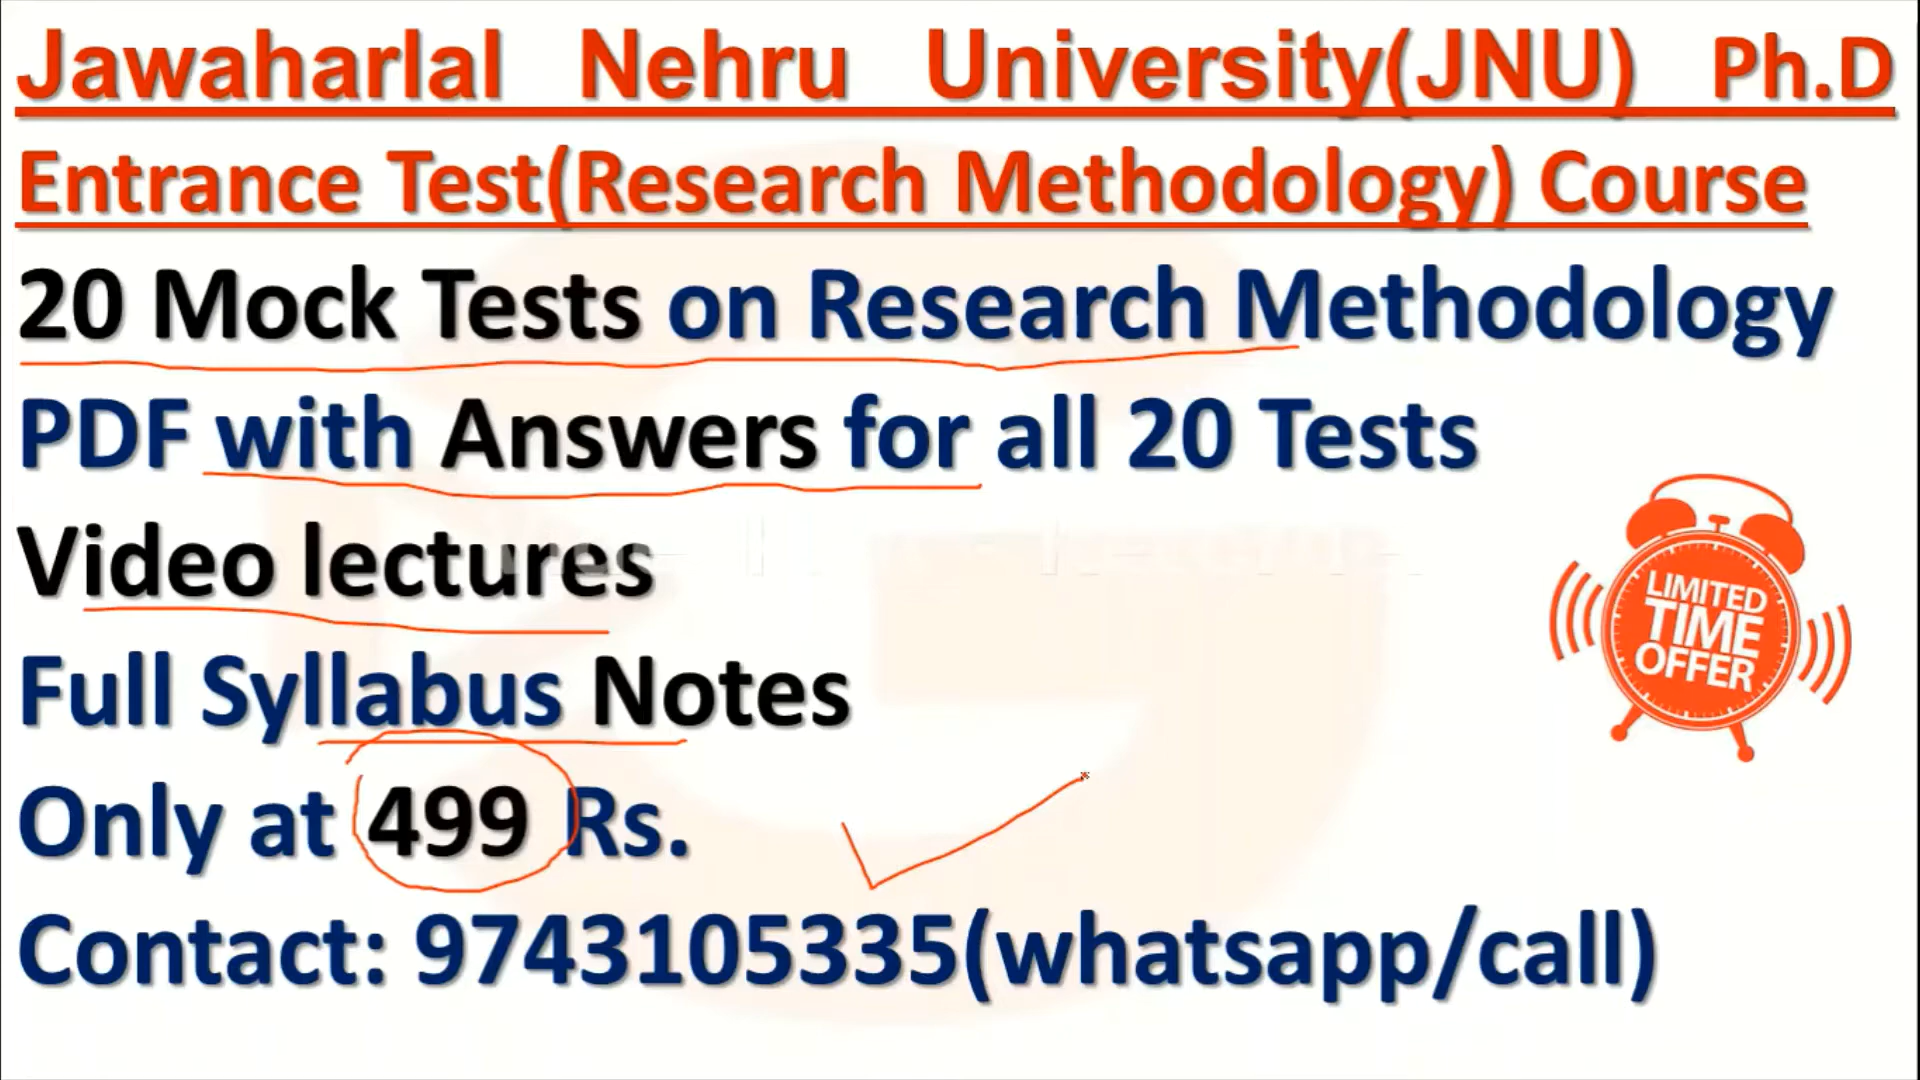 Jawaharlal Nehru University(JNU) Ph.D
Entrance Test(Research Methodology) Course
20 Mock Tests on Research Methodology
PDF with Answers for all 20 Tests
Video lectures
Full Syllabus Notes
Only at 499 Rs.
Contact: 9743105335(whatsapp/call)
LIMITED
TIME
OFFER